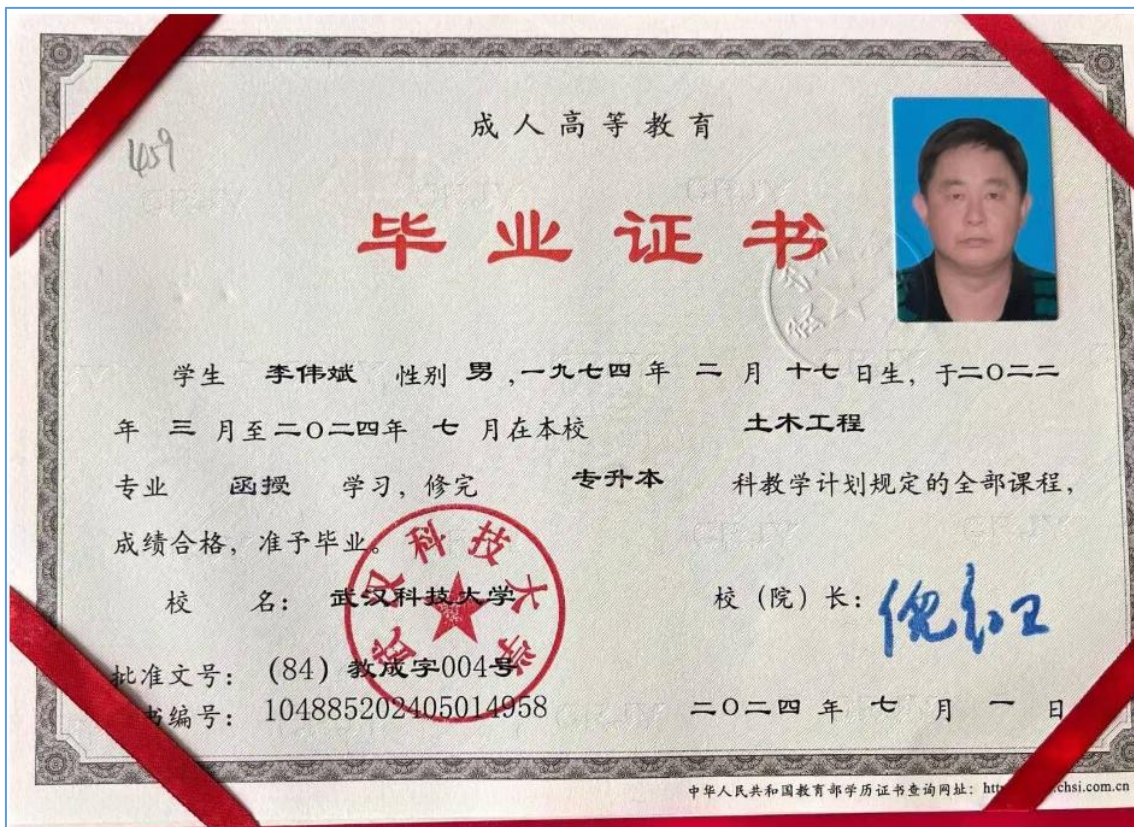 成人高等教育
459
毕业证书
学生 李伟斌 性别 男 ,一九七四 年 二 月 十七 日生，于二〇二二
年 三 月至二〇二四年 七 月在本校 土木工程
专业 函授 学习，修完 专升本 科教学计划规定的全部课程，
成绩合格，准予毕业。
校 名： 武汉科技大学
武汉科技大学
校（院）长：
批准文号： (84) 教成字004号
书编号： 104885202405014958
二〇二四 年 七 月 一 日
中华人民共和国教育部学历证书查询网址： htt chsi.com.cn